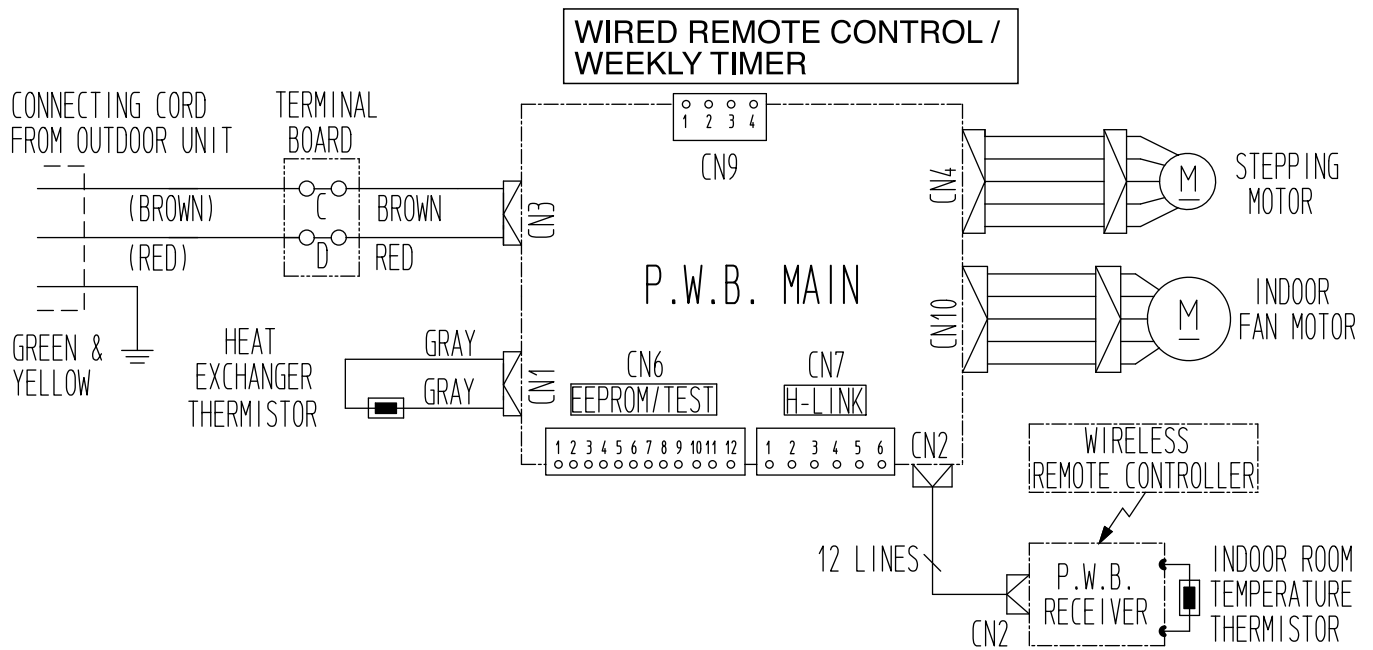 WIRED REMOTE CONTROL /
WEEKLY TIMER
CONNECTING CORD
FROM OUTDOOR UNIT
TERMINAL
BOARD
1 2 3 4
CN9
(BROWN)
C
BROWN
(RED)
D
RED
CN3
CN4
M
STEPPING
MOTOR
P.W.B. MAIN
CN10
M
INDOOR
FAN MOTOR
GREEN &
YELLOW
HEAT
EXCHANGER
THERMISTOR
GRAY
GRAY
CN1
CN6
EEPROM/TEST
1 2 3 4 5 6 7 8 9 10 11 12
CN7
H-LINK
1 2 3 4 5 6
CN2
WIRELESS
REMOTE CONTROLLER
12 LINES
CN2
P.W.B.
RECEIVER
INDOOR ROOM
TEMPERATURE
THERMISTOR